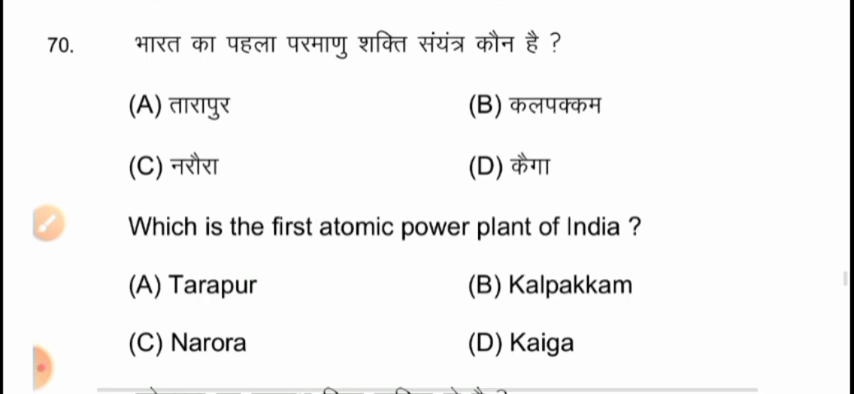 70. भारत का पहला परमाणु शक्ति संयंत्र कौन है ?
(A) तारापुर (B) कलपक्कम
(C) नरौरा (D) कैगा
Which is the first atomic power plant of India ?
(A) Tarapur (B) Kalpakkam
(C) Narora (D) Kaiga